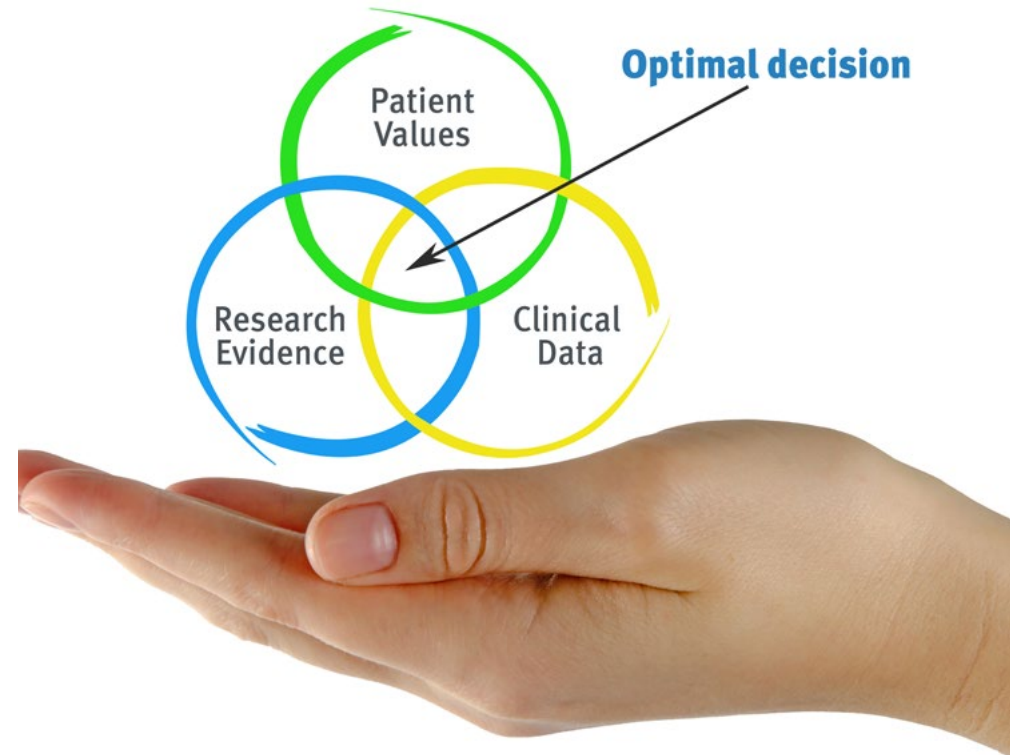 Optimal decision
Patient
Values
Research
Evidence
Clinical
Data